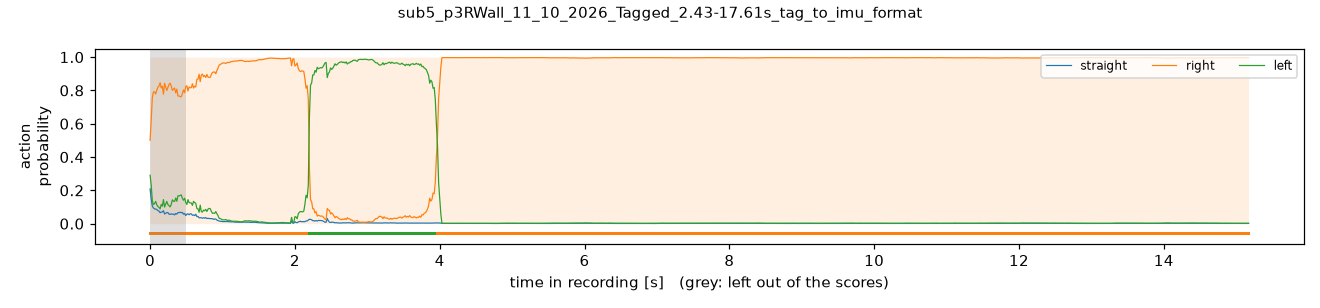 sub5_p3RWall_11_10_2026_Tagged_2.43-17.61s_tag_to_imu_format
action
probability
1.0
0.8
0.6
0.4
0.2
0.0
straight
right
left
0
2
4
6
8
10
12
14
time in recording [s]   (grey: left out of the scores)